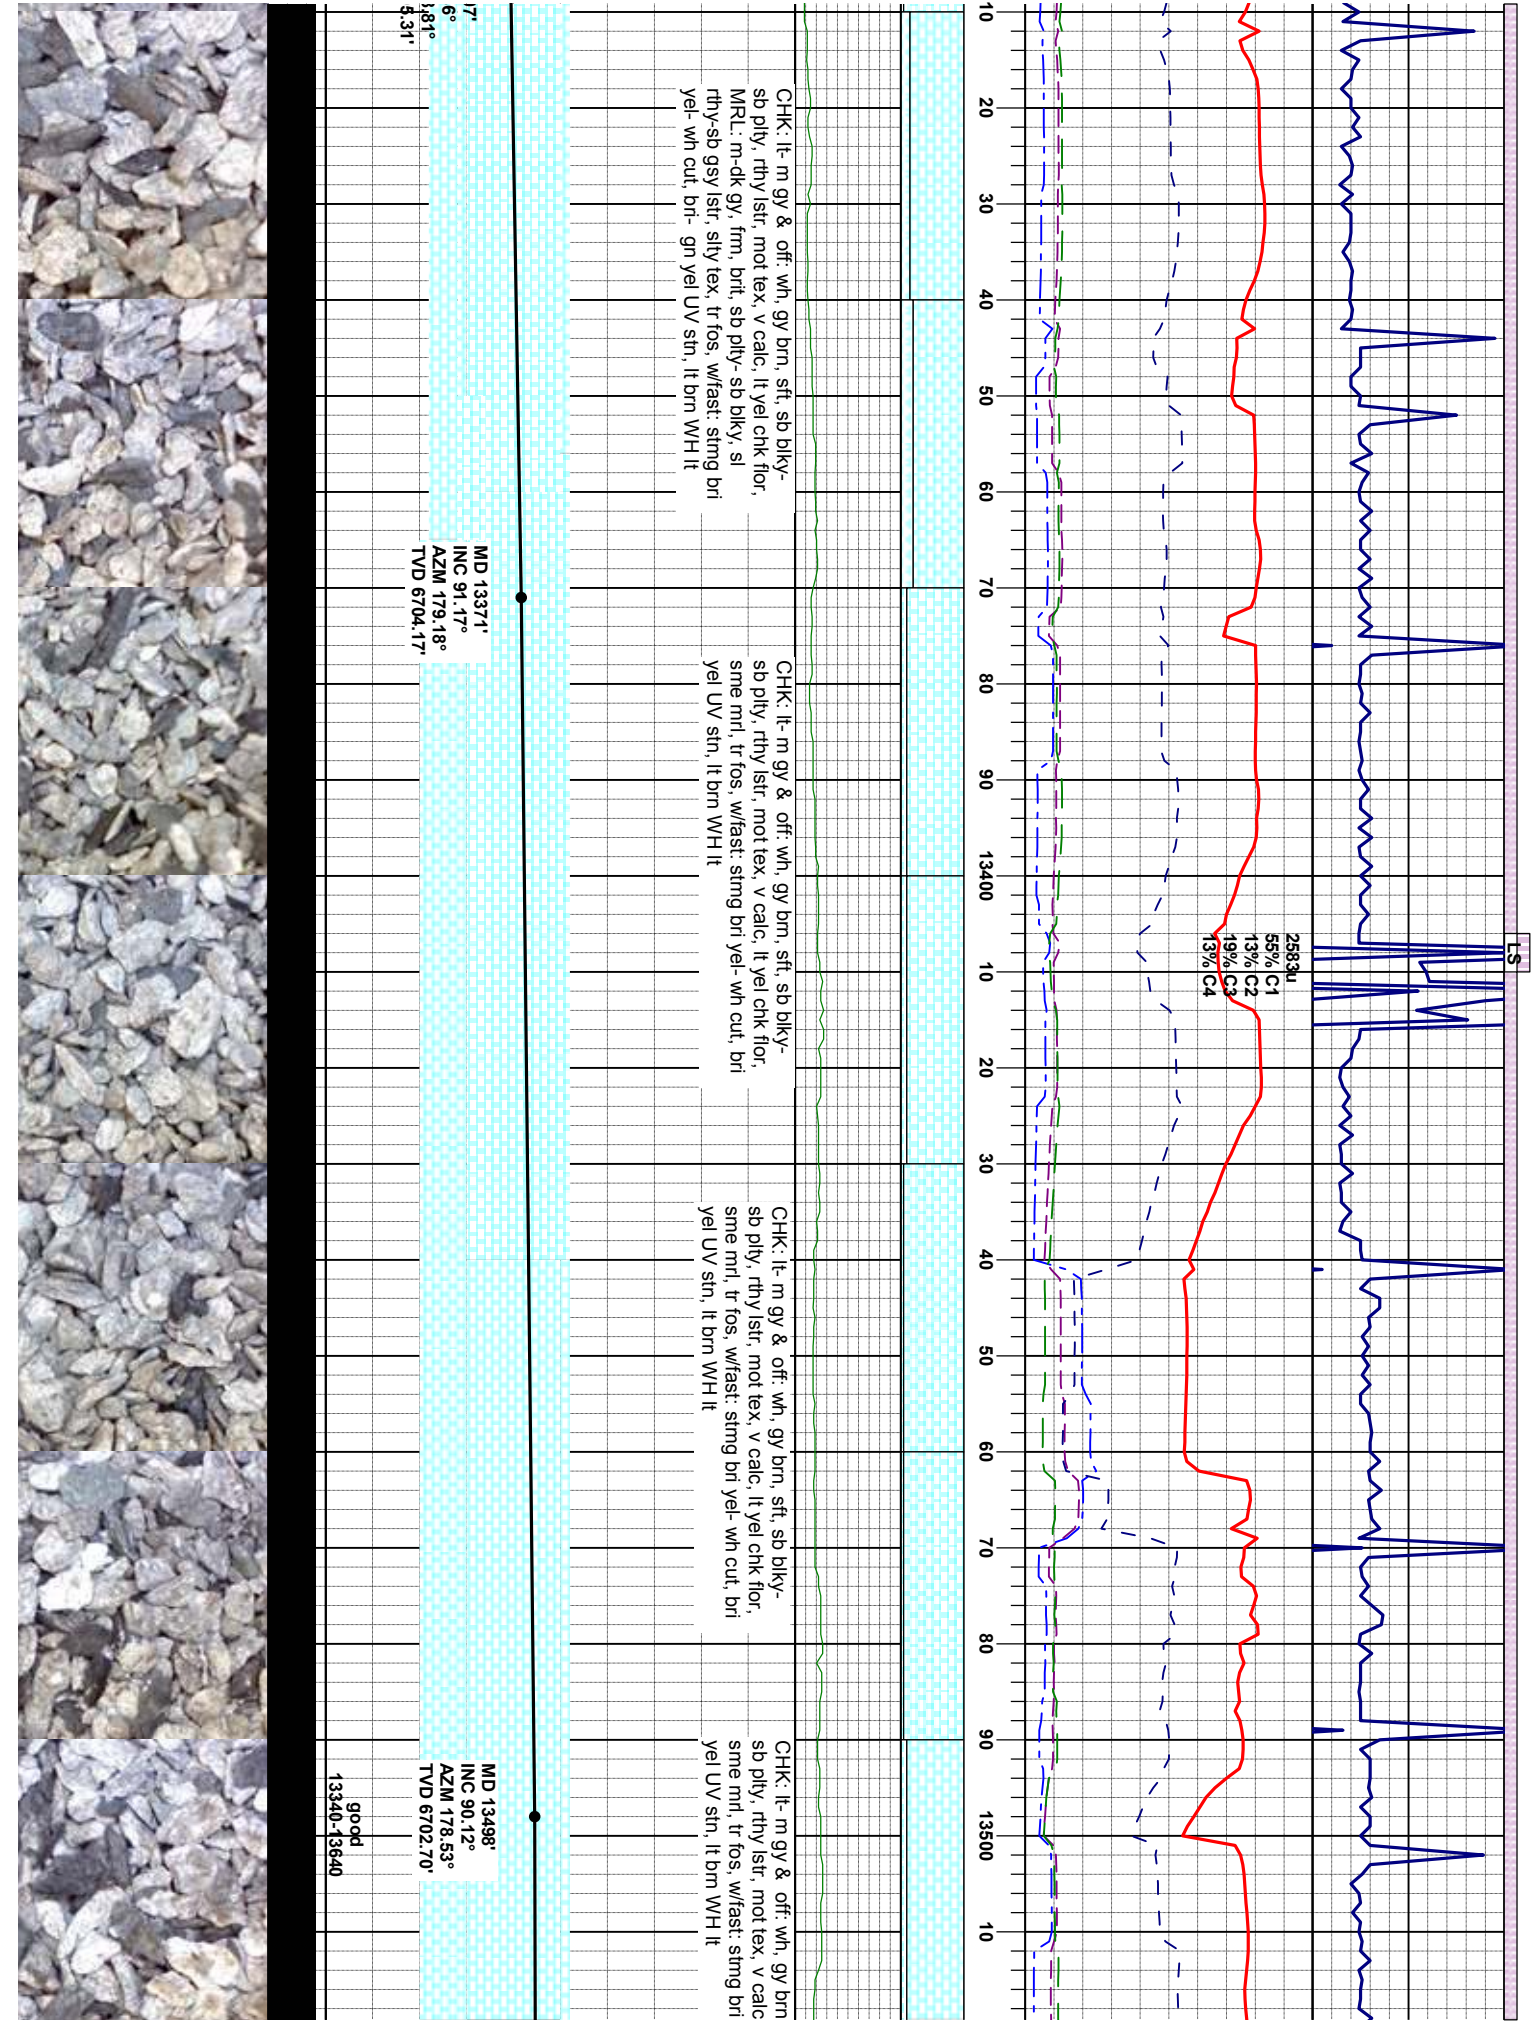 10
20
30
40
50
60
70
80
90
13400
10
20
30
40
50
60
70
80
90
13500
10
LS
2583u
55% C1
13% C2
19% C3
13% C4
CHK: lt- m gy & off: wh, gy brn, sft, sb blky-
sb plty, rthy lstr, mot tex, v calc, lt yel chk flor,
MRL: m-dk gy, frm, brit, sb plty- sb blky, sl
rthy-sb gsy lstr, slty tex, tr fos, w/fast: stmg bri
yel- wh cut, bri- gn yel UV stn, lt brn WH lt
CHK: lt- m gy & off: wh, gy brn, sft, sb blky-
sb plty, rthy lstr, mot tex, v calc, lt yel chk flor,
sme mrl, tr fos, w/fast: stmg bri yel- wh cut, bri
yel UV stn, lt brn WH lt
CHK: lt- m gy & off: wh, gy brn, sft, sb blky-
sb plty, rthy lstr, mot tex, v calc, lt yel chk flor,
sme mrl, tr fos, w/fast: stmg bri yel- wh cut, bri
yel UV stn, lt brn WH lt
CHK: lt- m gy & off: wh, gy brn
sb plty, rthy lstr, mot tex, v calc
sme mrl, tr fos, w/fast: stmg bri
yel UV stn, lt brn WH lt
7'
6°
.81°
5.31'
MD 13371'
INC 91.17°
AZM 179.18°
TVD 6704.17'
MD 13498'
INC 90.12°
AZM 178.53°
TVD 6702.70'
good
13340-13640